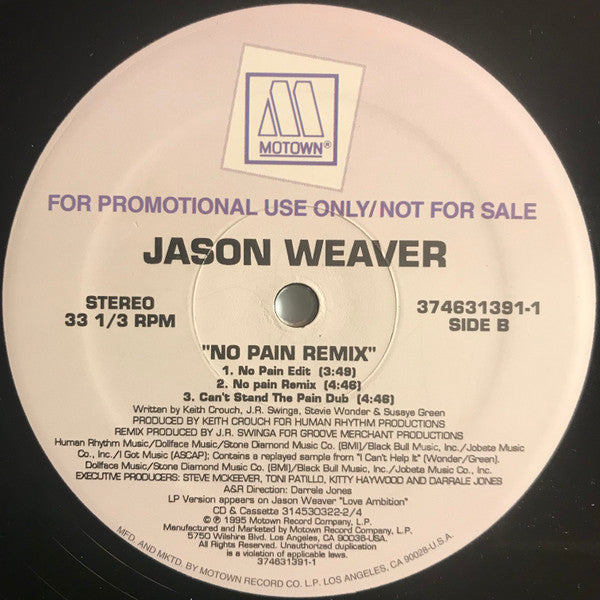 MOTOWN®
FOR PROMOTIONAL USE ONLY/NOT FOR SALE
JASON WEAVER
STEREO
33 1/3 RPM
374631391-1
SIDE B
"NO PAIN REMIX"
1. No Pain Edit (3:49)
2. No pain Remix (4:46)
3. Can't Stand The Pain Dub (4:46)
Written by Keith Crouch, J.R. Swinga, Stevie Wonder & Susaye Green
PRODUCED BY KEITH CROUCH FOR HUMAN RHYTHM PRODUCTIONS
REMIX PRODUCED BY J.R. SWINGA FOR GROOVE MERCHANT PRODUCTIONS
Human Rhythm Music/Dollface Music/Stone Diamond Music Co. (BMI)/Black Bull Music, Inc./Jobete Music
Co., Inc./I Got Music (ASCAP); Contains a replayed sample from "I Can't Help It" (Wonder/Green).
Dollface Music/Stone Diamond Music Co. (BMI)/Black Bull Music, Inc./Jobete Music Co., Inc.
EXECUTIVE PRODUCERS: STEVE MCKEEVER, TONI PATILLO, KITTY HAYWOOD AND DARRALE JONES
A&R Direction: Darrale Jones
LP Version appears on Jason Weaver "Love Ambition"
CD & Cassette 314530322-2/4
© ℗ 1995 Motown Record Company, L.P.
Manufactured and Marketed by Motown Record Company, L.P.
5750 Wilshire Blvd. Los Angeles, CA 90036-USA.
All Rights Reserved. Unauthorized duplication
is a violation of applicable laws.
374631391-1
MFD. AND MKTD. BY MOTOWN RECORD CO. L.P. LOS ANGELES, CA 90028-U.S.A.